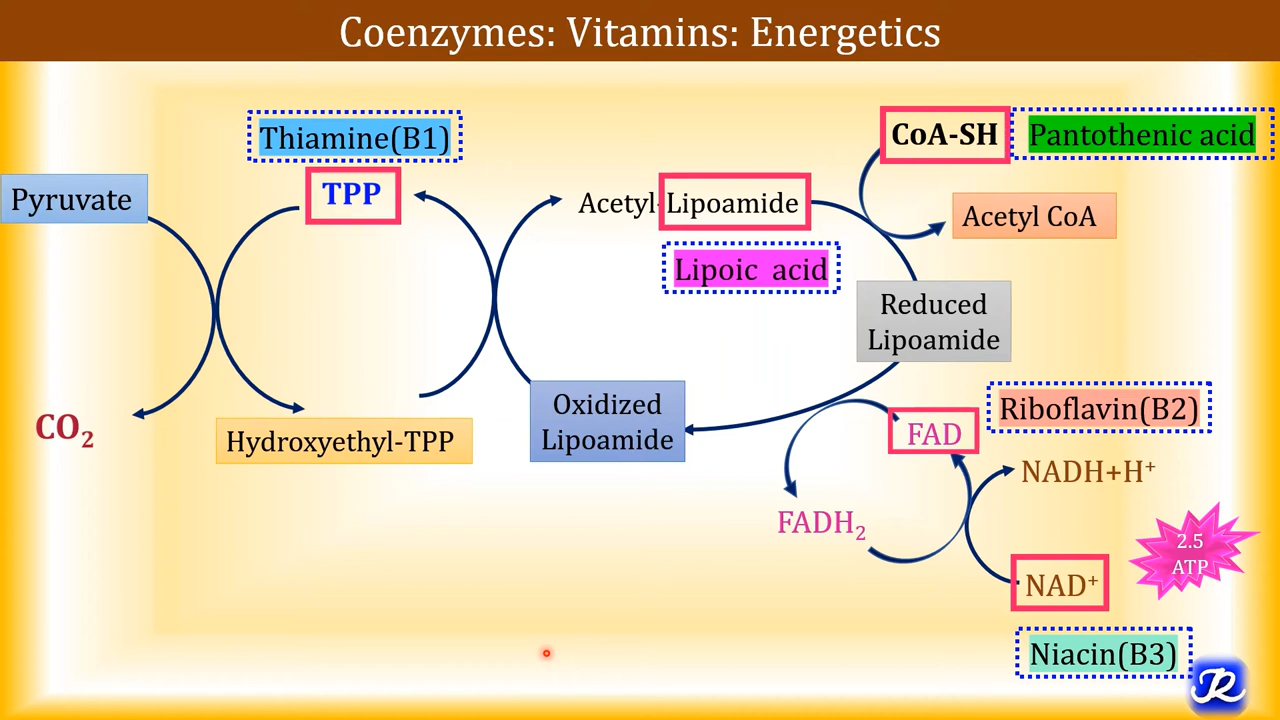 Coenzymes: Vitamins: Energetics
Thiamine(B1)
CoA-SH
Pantothenic acid
Pyruvate
TPP
Acetyl-Lipoamide
Acetyl CoA
Lipoic acid
Reduced
Lipoamide
CO₂
Hydroxyethyl-TPP
Oxidized
Lipoamide
Riboflavin(B2)
FAD
NADH+H⁺
FADH₂
2.5
ATP
NAD⁺
Niacin(B3)
JR